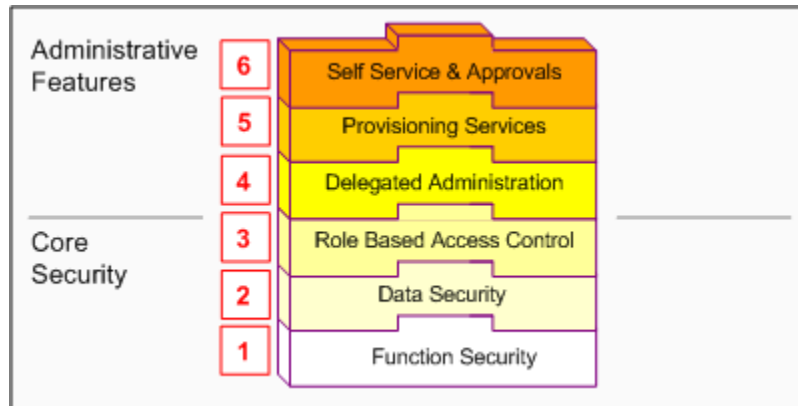 Administrative
Features
6
Self Service & Approvals
5
Provisioning Services
4
Delegated Administration
3
Role Based Access Control
Core
Security
2
Data Security
1
Function Security